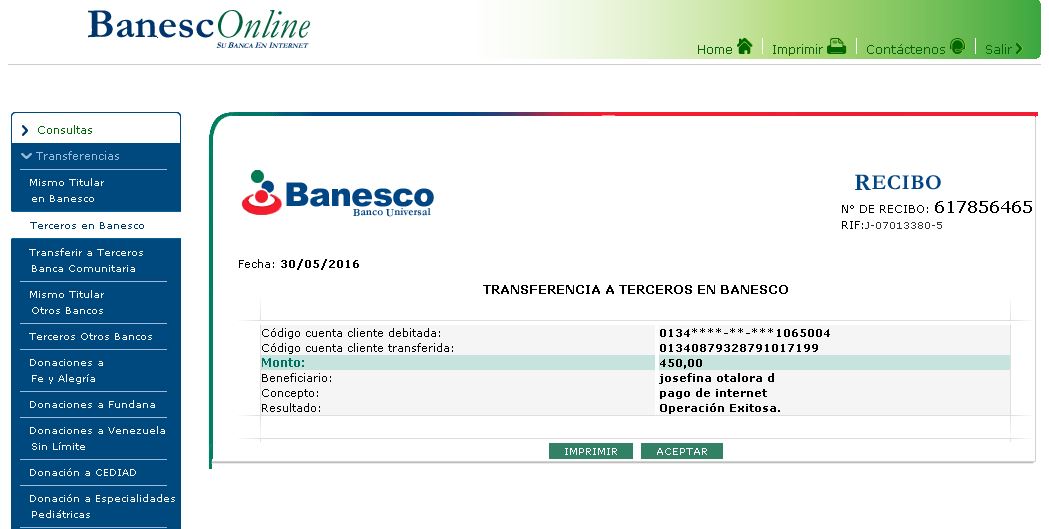 BanescOnline
SU BANCA EN INTERNET
Home
Imprimir
Contáctenos
Salir
Consultas
Transferencias
Mismo Titular
en Banesco
Terceros en Banesco
Transferir a Terceros
Banca Comunitaria
Mismo Titular
Otros Bancos
Terceros Otros Bancos
Donaciones a
Fe y Alegría
Donaciones a Fundana
Donaciones a Venezuela
Sin Límite
Donación a CEDIAD
Donación a Especialidades
Pediátricas
Banesco
Banco Universal
RECIBO
N° DE RECIBO: 617856465
RIF:J-07013380-5
Fecha: 30/05/2016
TRANSFERENCIA A TERCEROS EN BANESCO
Código cuenta cliente debitada: 0134****-**-***1065004
Código cuenta cliente transferida: 01340879328791017199
Monto: 450,00
Beneficiario: josefina otalora d
Concepto: pago de internet
Resultado: Operación Exitosa.
IMPRIMIR
ACEPTAR